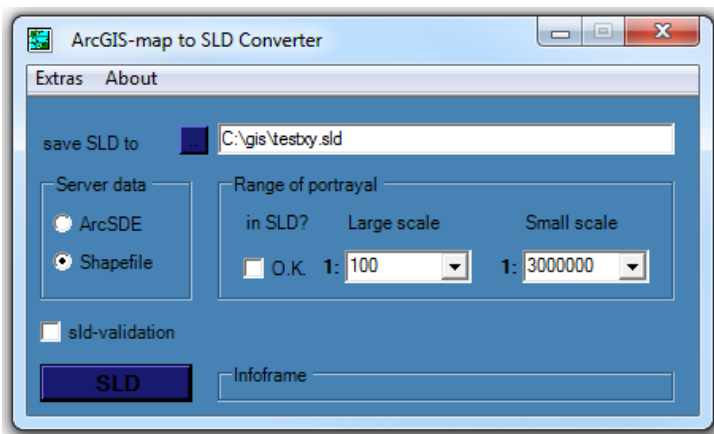 ArcGIS-map to SLD Converter
Extras About
save SLD to .. C:\gis\testxy.sld
Server data Range of portrayal
ArcSDE in SLD? Large scale Small scale
Shapefile O.K. 1: 100 1: 3000000
sld-validation
SLD Infoframe